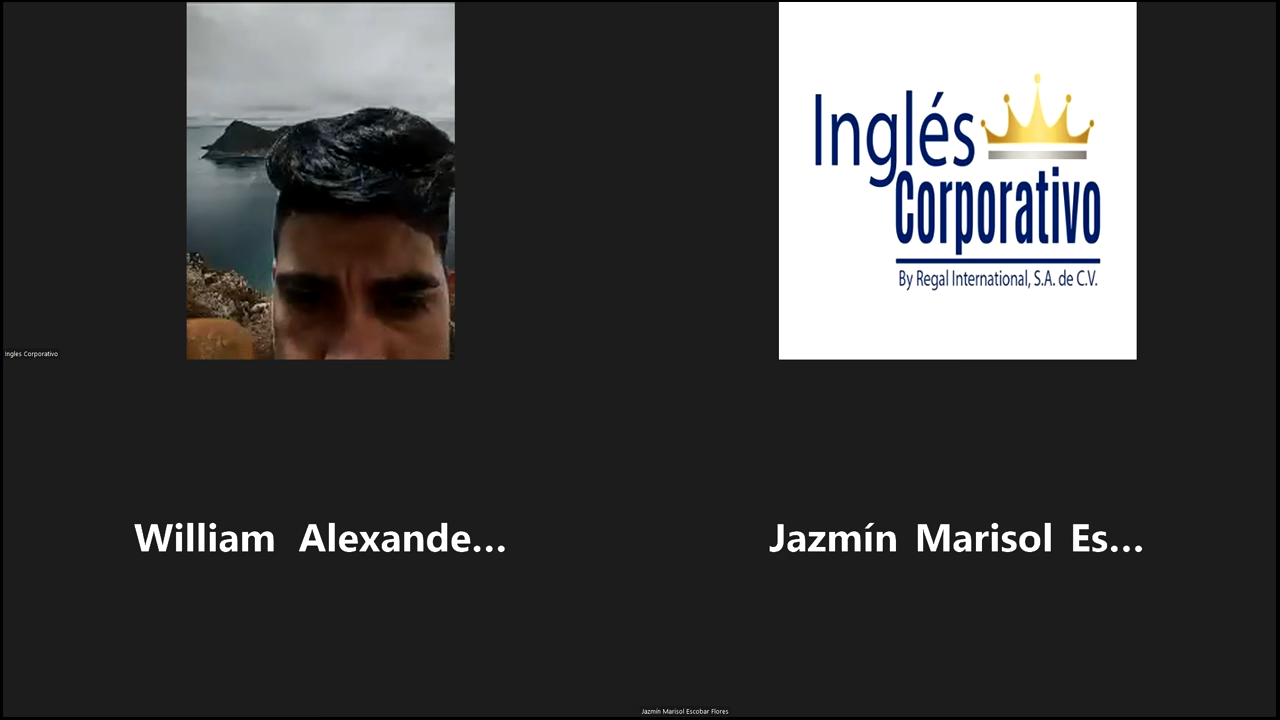 Inglés
Corporativo
By Regal International, S.A. de C.V.
Ingles Corporativo
William Alexande...
Jazmín Marisol Es...
Jazmín Marisol Escobar Flores